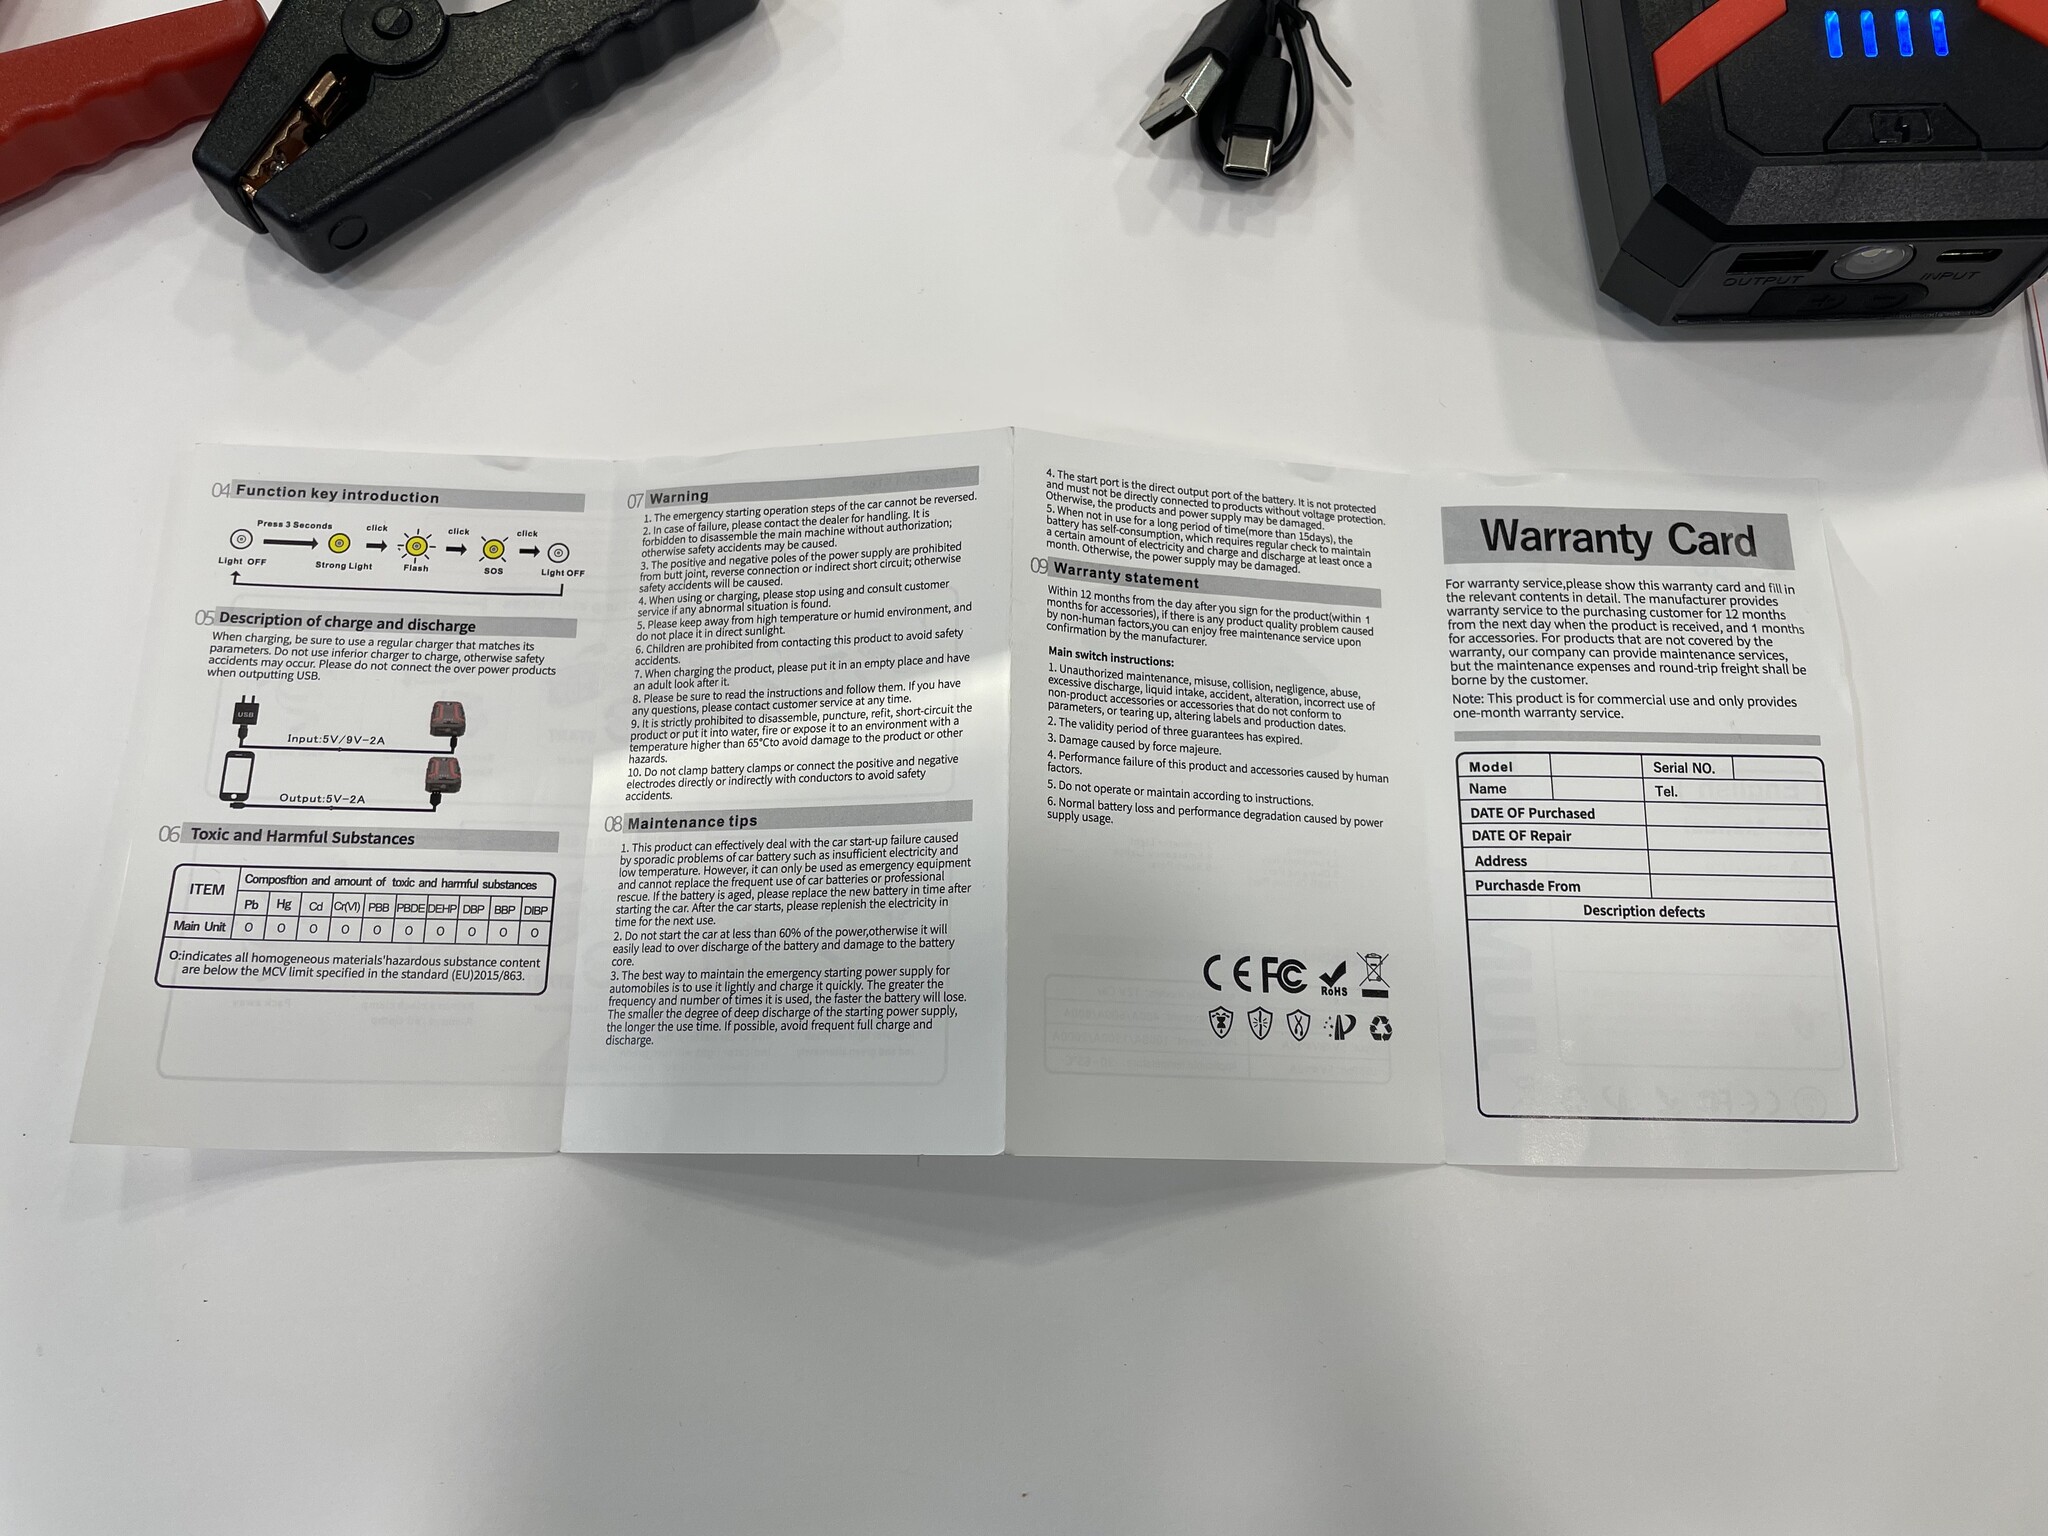 OUTPUT
INPUT
04 Function key introduction
Press 3 Seconds
click
click
click
Light OFF
Strong Light
Flash
SOS
Light OFF
05 Description of charge and discharge
When charging, be sure to use a regular charger that matches its
parameters. Do not use inferior charger to charge, otherwise safety
accidents may occur. Please do not connect the over power products
when outputting USB.
USB
Input:5V/9V-2A
Output:5V-2A
06 Toxic and Harmful Substances
ITEM
Composftion and amount of toxic and harmful substances
Pb Hg Cd Cr(VI) PBB PBDE DEHP DBP BBP DIBP
Main Unit O O O O O O O O O O
O:indicates all homogeneous materials'hazardous substance content
are below the MCV limit specified in the standard (EU)2015/863.
07 Warning
1. The emergency starting operation steps of the car cannot be reversed.
2. In case of failure, please contact the dealer for handling. It is
forbidden to disassemble the main machine without authorization;
otherwise safety accidents may be caused.
3. The positive and negative poles of the power supply are prohibited
from butt joint, reverse connection or indirect short circuit; otherwise
safety accidents will be caused.
4. When using or charging, please stop using and consult customer
service if any abnormal situation is found.
5. Please keep away from high temperature or humid environment, and
do not place it in direct sunlight.
6. Children are prohibited from contacting this product to avoid safety
accidents.
7. When charging the product, please put it in an empty place and have
an adult look after it.
8. Please be sure to read the instructions and follow them. If you have
any questions, please contact customer service at any time.
9. It is strictly prohibited to disassemble, puncture, refit, short-circuit the
product or put it into water, fire or expose it to an environment with a
temperature higher than 65°Cto avoid damage to the product or other
hazards.
10. Do not clamp battery clamps or connect the positive and negative
electrodes directly or indirectly with conductors to avoid safety
accidents.
08 Maintenance tips
1. This product can effectively deal with the car start-up failure caused
by sporadic problems of car battery such as insufficient electricity and
low temperature. However, it can only be used as emergency equipment
and cannot replace the frequent use of car batteries or professional
rescue. If the battery is aged, please replace the new battery in time after
starting the car. After the car starts, please replenish the electricity in
time for the next use.
2. Do not start the car at less than 60% of the power,otherwise it will
easily lead to over discharge of the battery and damage to the battery
core.
3. The best way to maintain the emergency starting power supply for
automobiles is to use it lightly and charge it quickly. The greater the
frequency and number of times it is used, the faster the battery will lose.
The smaller the degree of deep discharge of the starting power supply,
the longer the use time. If possible, avoid frequent full charge and
discharge.
4. The start port is the direct output port of the battery. It is not protected
and must not be directly connected to products without voltage protection.
Otherwise, the products and power supply may be damaged.
5. When not in use for a long period of time(more than 15days), the
battery has self-consumption, which requires regular check to maintain
a certain amount of electricity and charge and discharge at least once a
month. Otherwise, the power supply may be damaged.
09 Warranty statement
Within 12 months from the day after you sign for the product(within 1
months for accessories), if there is any product quality problem caused
by non-human factors,you can enjoy free maintenance service upon
confirmation by the manufacturer.
Main switch instructions:
1. Unauthorized maintenance, misuse, collision, negligence, abuse,
excessive discharge, liquid intake, accident, alteration, incorrect use of
non-product accessories or accessories that do not conform to
parameters, or tearing up, altering labels and production dates.
2. The validity period of three guarantees has expired.
3. Damage caused by force majeure.
4. Performance failure of this product and accessories caused by human
factors.
5. Do not operate or maintain according to instructions.
6. Normal battery loss and performance degradation caused by power
supply usage.
CE FC RoHS
Warranty Card
For warranty service,please show this warranty card and fill in
the relevant contents in detail. The manufacturer provides
warranty service to the purchasing customer for 12 months
from the next day when the product is received, and 1 months
for accessories. For products that are not covered by the
warranty, our company can provide maintenance services,
but the maintenance expenses and round-trip freight shall be
borne by the customer.
Note: This product is for commercial use and only provides
one-month warranty service.
Model Serial NO.
Name Tel.
DATE OF Purchased
DATE OF Repair
Address
Purchasde From
Description defects